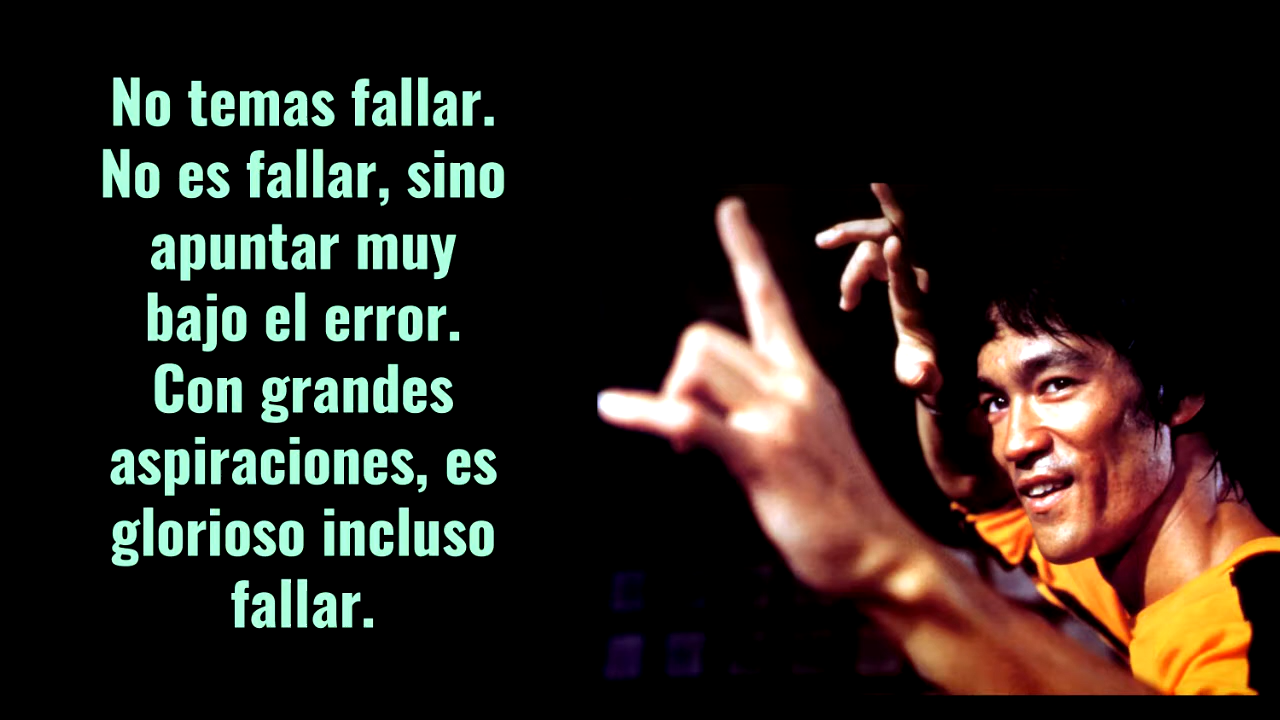 No temas fallar.
No es fallar, sino
apuntar muy
bajo el error.
Con grandes
aspiraciones, es
glorioso incluso
fallar.